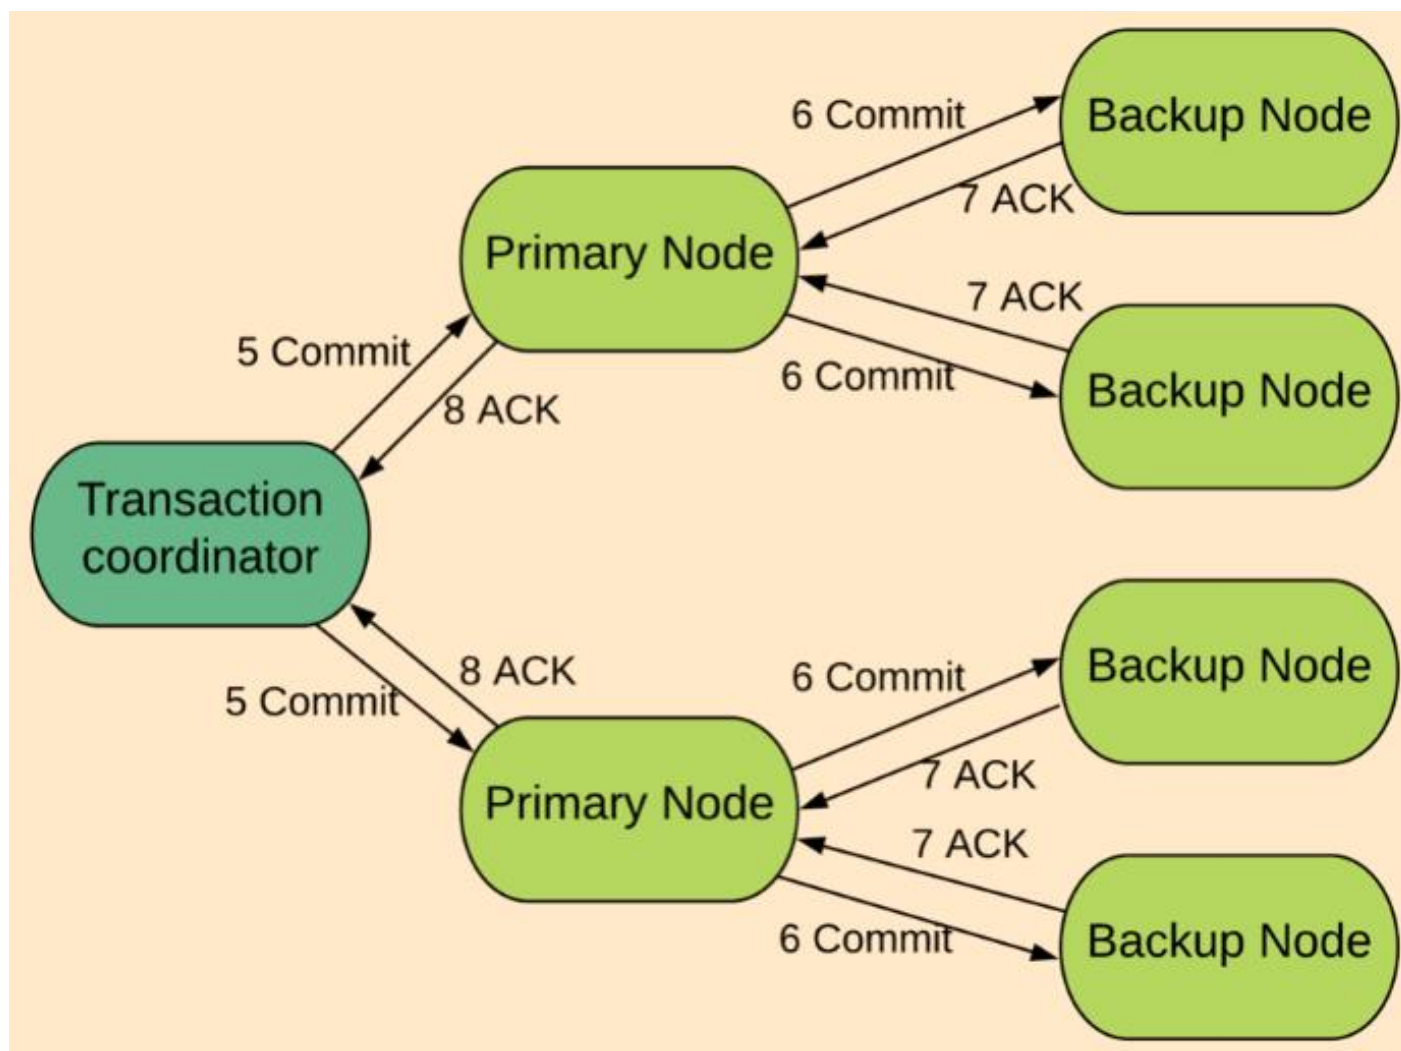 6 Commit
Backup Node
7 ACK
Primary Node
7 ACK
Backup Node
6 Commit
5 Commit
8 ACK
Transaction
coordinator
8 ACK
5 Commit
6 Commit
Backup Node
7 ACK
Primary Node
7 ACK
Backup Node
6 Commit